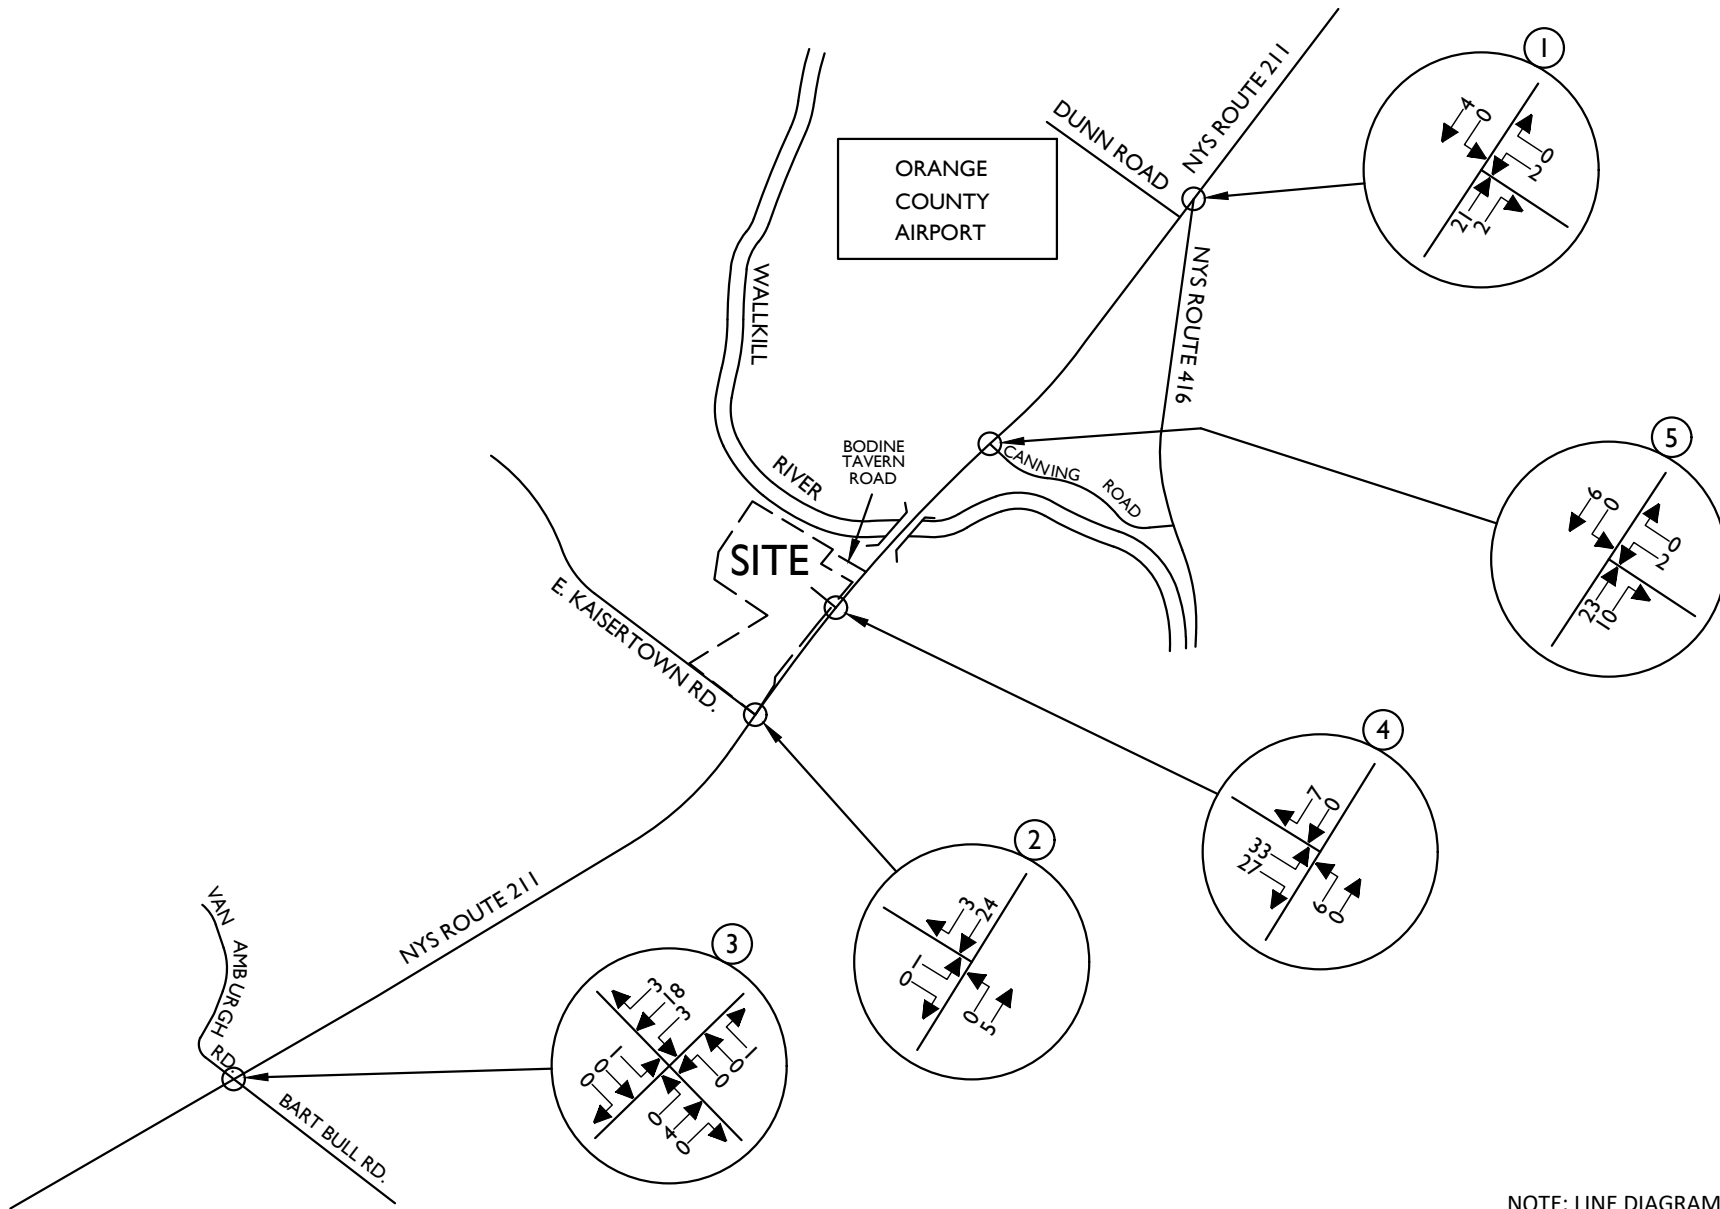 1
4
0
0
2
21
2
NYS ROUTE 211
DUNN ROAD
ORANGE
COUNTY
AIRPORT
WALLKILL
RIVER
NYS ROUTE 416
BODINE
TAVERN
ROAD
CANNING ROAD
5
6
0
0
2
23
10
SITE
E. KAISERTOWN RD.
4
7
0
33
27
6
0
2
3
24
1
0
0
5
NYS ROUTE 211
VAN AMBURGH RD.
BART BULL RD.
3
3
18
3
1
0
0
1
0
0
0
4
0
NOTE: LINE DIAGRAM